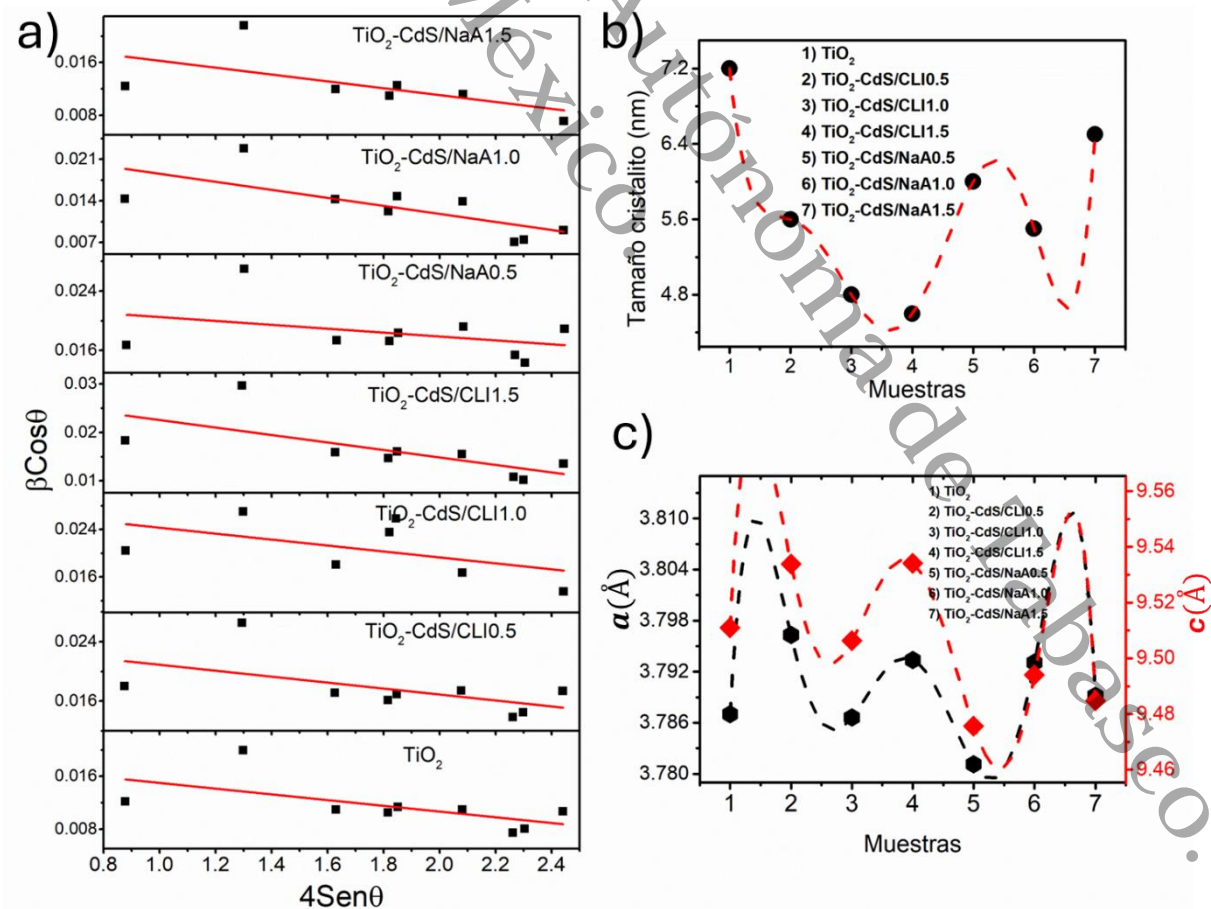 a)
TiO2-CdS/NaA1.5
0.016
0.008
TiO2-CdS/NaA1.0
0.021
0.014
0.007
TiO2-CdS/NaA0.5
0.024
0.016
TiO2-CdS/CLI1.5
0.03
0.02
0.01
TiO2-CdS/CLI1.0
0.024
0.016
TiO2-CdS/CLI0.5
0.024
0.016
TiO2
0.016
0.008
0.8 1.0 1.2 1.4 1.6 1.8 2.0 2.2 2.4
4Senθ
βCosθ
b)
1) TiO2
2) TiO2-CdS/CLI0.5
3) TiO2-CdS/CLI1.0
4) TiO2-CdS/CLI1.5
5) TiO2-CdS/NaA0.5
6) TiO2-CdS/NaA1.0
7) TiO2-CdS/NaA1.5
7.2
6.4
5.6
4.8
Tamaño cristalito (nm)
1 2 3 4 5 6 7
Muestras
c)
1) TiO2
2) TiO2-CdS/CLI0.5
3) TiO2-CdS/CLI1.0
4) TiO2-CdS/CLI1.5
5) TiO2-CdS/NaA0.5
6) TiO2-CdS/NaA1.0
7) TiO2-CdS/NaA1.5
3.810
3.804
3.798
3.792
3.786
3.780
a(Å)
9.56
9.54
9.52
9.50
9.48
9.46
c(Å)
1 2 3 4 5 6 7
Muestras
Autónoma de Tabasco.
México.